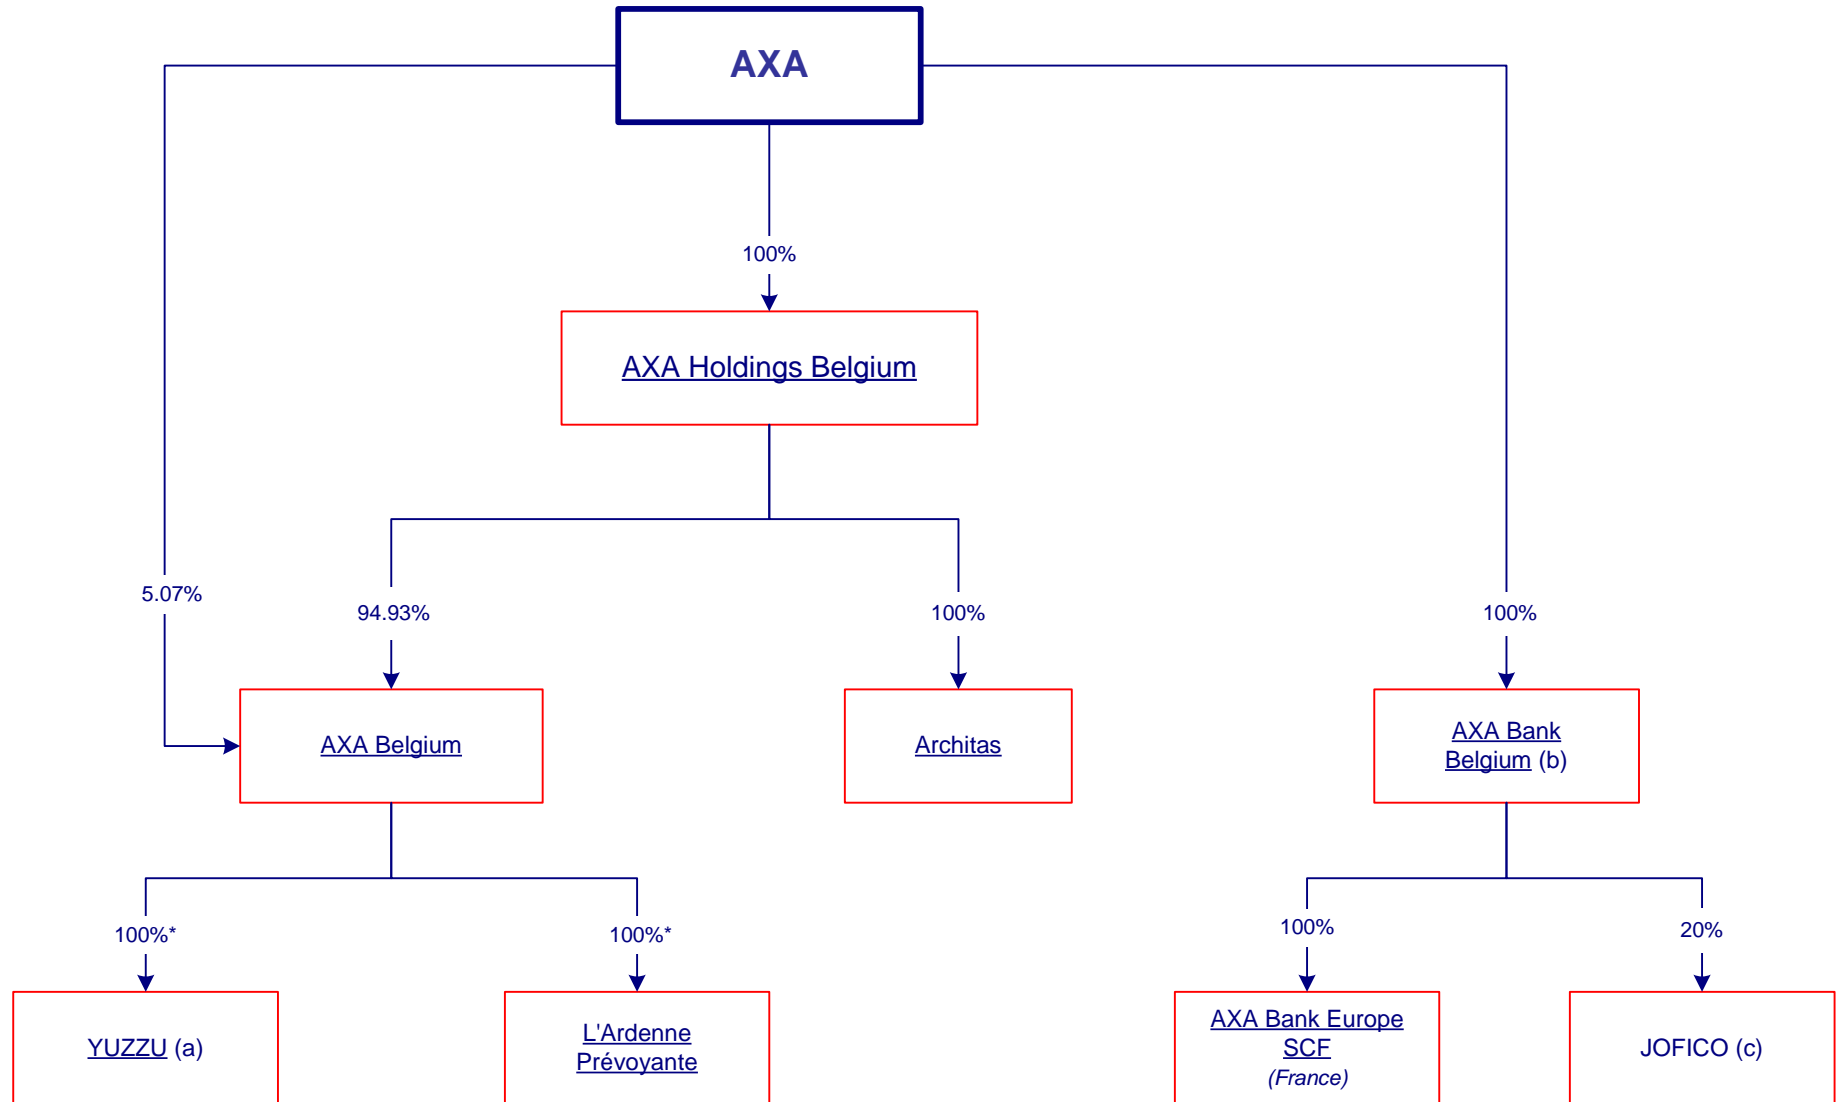 AXA
100%
AXA Holdings Belgium
5.07%
94.93%
100%
100%
AXA Belgium
Architas
AXA Bank
Belgium (b)
100%*
100%*
100%
20%
YUZZU (a)
L'Ardenne
Prévoyante
AXA Bank Europe
SCF
(France)
JOFICO (c)